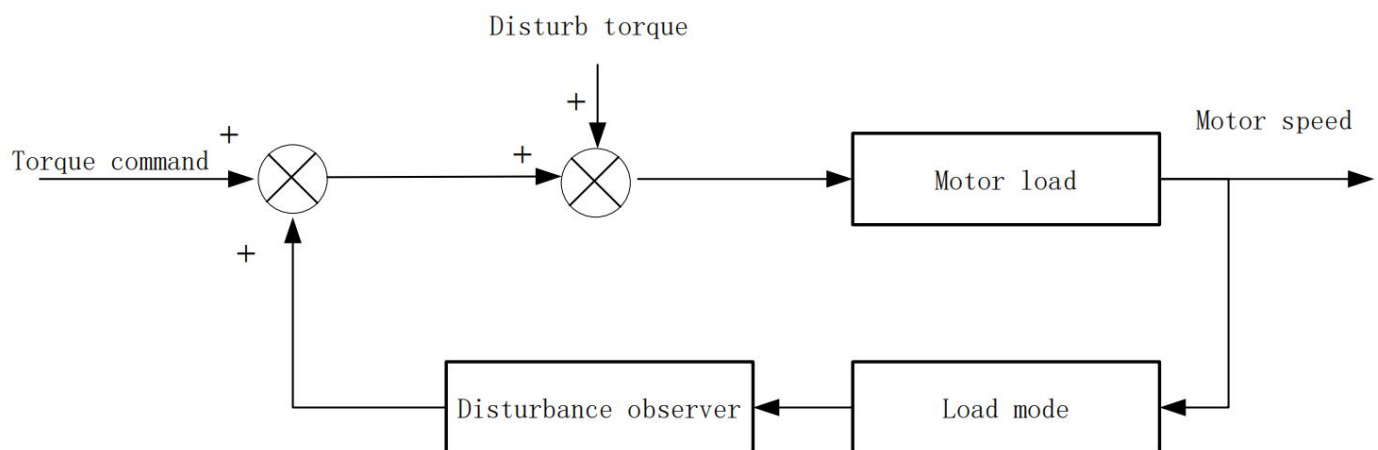 Disturb torque
+
Motor speed
+
+
Torque command
Motor load
+
Disturbance observer
Load mode